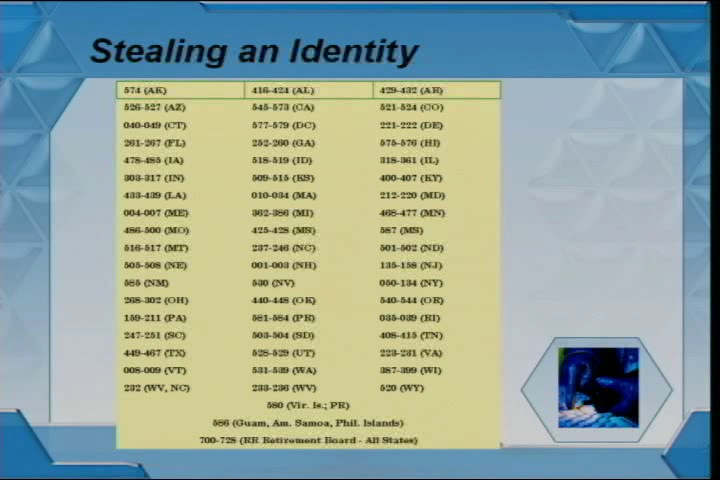 Stealing an Identity
574 (AK) 416-424 (AL) 429-432 (AR)
526-527 (AZ) 545-573 (CA) 521-524 (CO)
040-049 (CT) 577-579 (DC) 221-222 (DE)
261-267 (FL) 252-260 (GA) 575-576 (HI)
478-485 (IA) 518-519 (ID) 318-361 (IL)
303-317 (IN) 509-515 (KS) 400-407 (KY)
433-439 (LA) 010-034 (MA) 212-220 (MD)
004-007 (ME) 362-386 (MI) 468-477 (MN)
486-500 (MO) 425-428 (MS) 587 (MS)
516-517 (MT) 237-246 (NC) 501-502 (ND)
505-508 (NE) 001-003 (NH) 135-158 (NJ)
585 (NM) 530 (NV) 050-134 (NY)
268-302 (OH) 440-448 (OK) 540-544 (OR)
159-211 (PA) 581-584 (PR) 035-039 (RI)
247-251 (SC) 503-504 (SD) 408-415 (TN)
449-467 (TX) 528-529 (UT) 223-231 (VA)
008-009 (VT) 531-539 (WA) 387-399 (WI)
232 (WV, NC) 233-236 (WV) 520 (WY)
580 (Vir. Is.; PR)
586 (Guam, Am. Samoa, Phil. Islands)
700-728 (RR Retirement Board - All States)